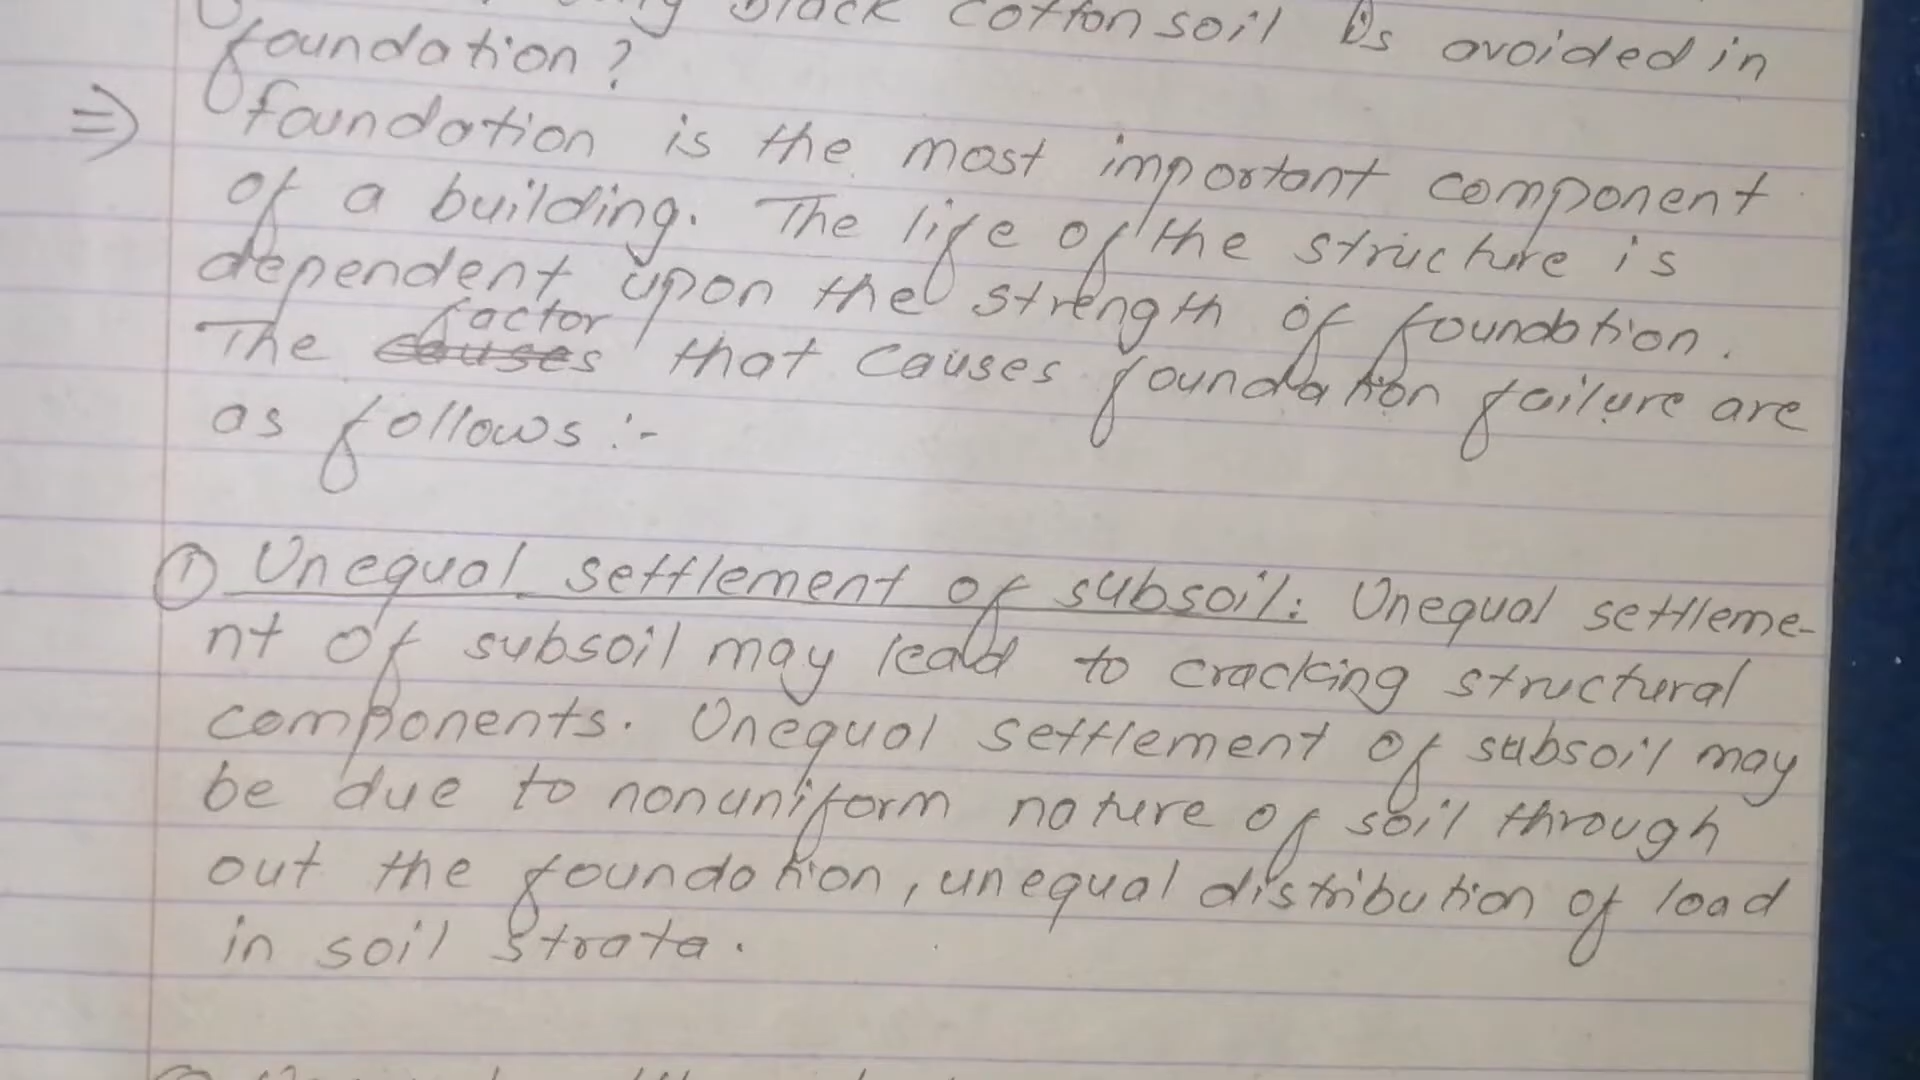 black cotton soil is avoided in
foundation?
⇒ foundation is the most important component
of a building. The life of the structure is
dependent upon the strength of foundation.
factor
The causes that causes foundation failure are
as follows :-
① Unequal settlement of subsoil: Unequal settleme-
nt of subsoil may lead to cracking structural
components. Unequal settlement of subsoil may
be due to nonuniform nature of soil through
out the foundation, unequal distribution of load
in soil strata.